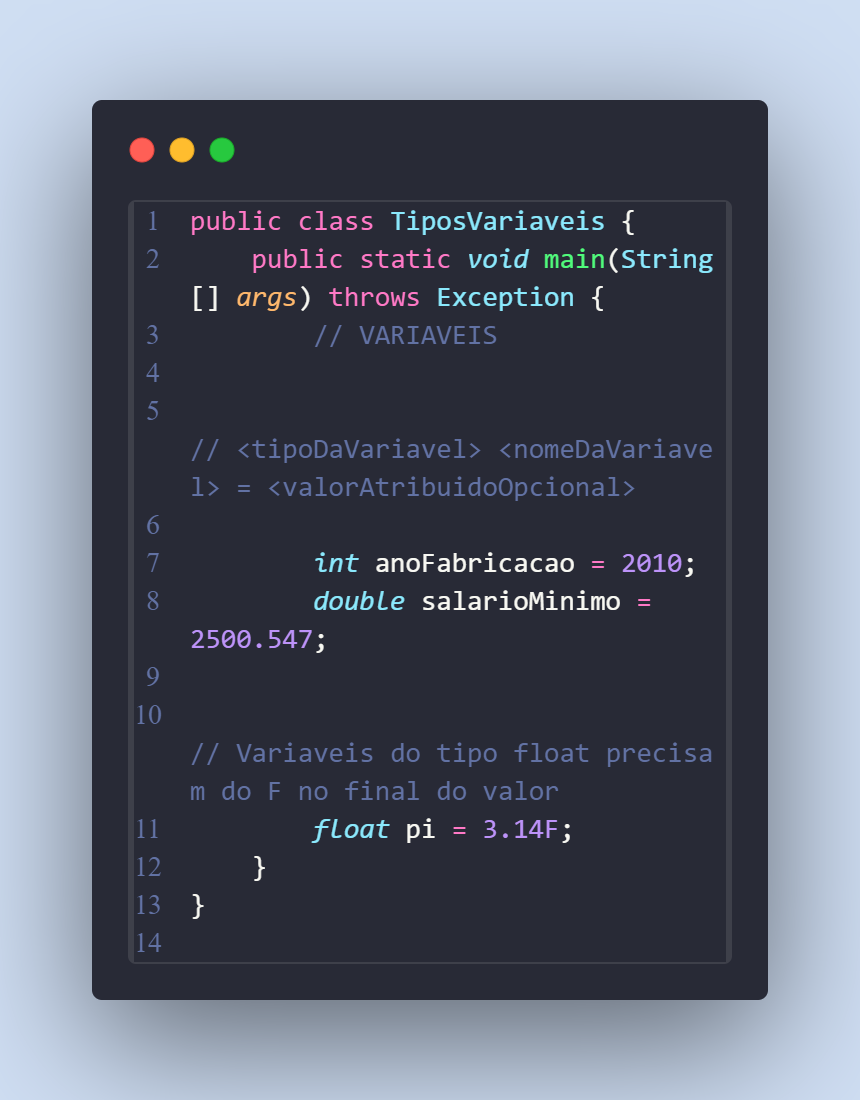 1 public class TiposVariaveis {
2     public static void main(String
[] args) throws Exception {
3         // VARIAVEIS
4
5
// <tipoDaVariavel> <nomeDaVariave
l> = <valorAtribuidoOpcional>
6
7         int anoFabricacao = 2010;
8         double salarioMinimo =
2500.547;
9
10
// Variaveis do tipo float precisa
m do F no final do valor
11         float pi = 3.14F;
12     }
13 }
14